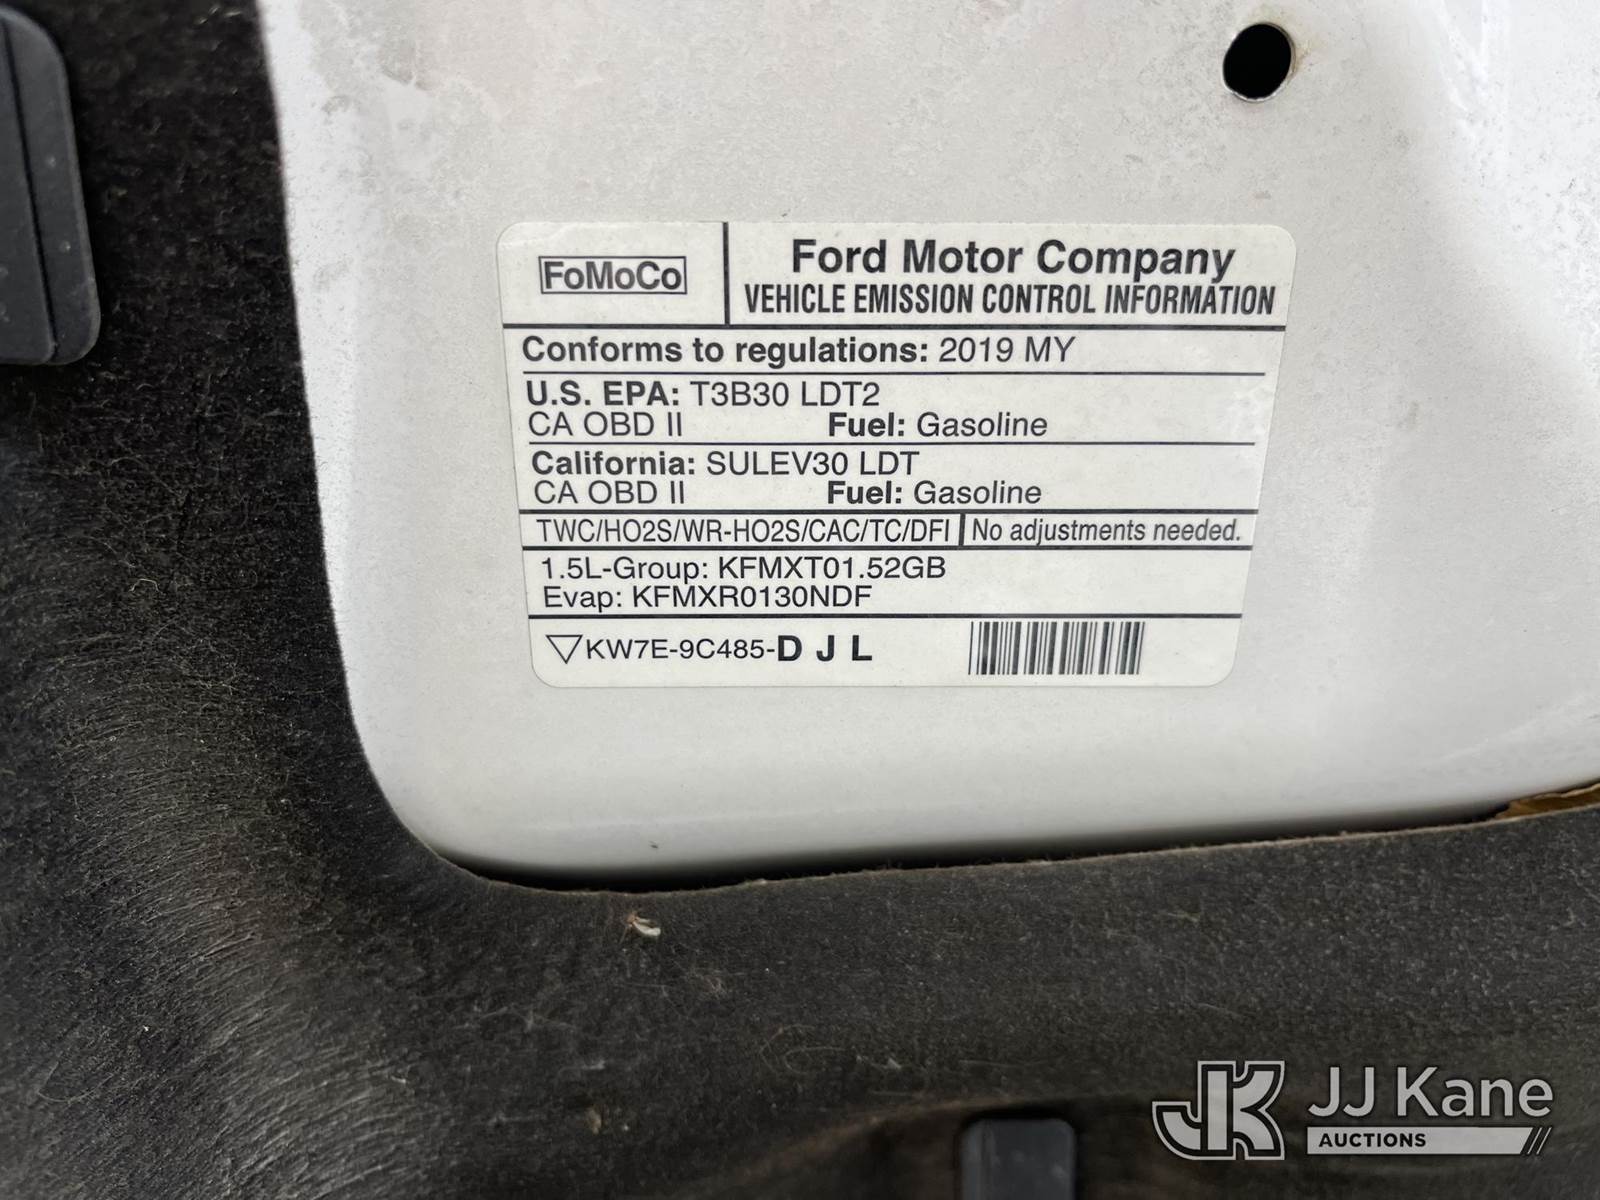 FoMoCo
Ford Motor Company
VEHICLE EMISSION CONTROL INFORMATION
Conforms to regulations: 2019 MY
U.S. EPA: T3B30 LDT2
CA OBD II Fuel: Gasoline
California: SULEV30 LDT
CA OBD II Fuel: Gasoline
TWC/HO2S/WR-HO2S/CAC/TC/DFI No adjustments needed.
1.5L-Group: KFMXT01.52GB
Evap: KFMXR0130NDF
KW7E-9C485-D J L
JK JJ Kane
AUCTIONS